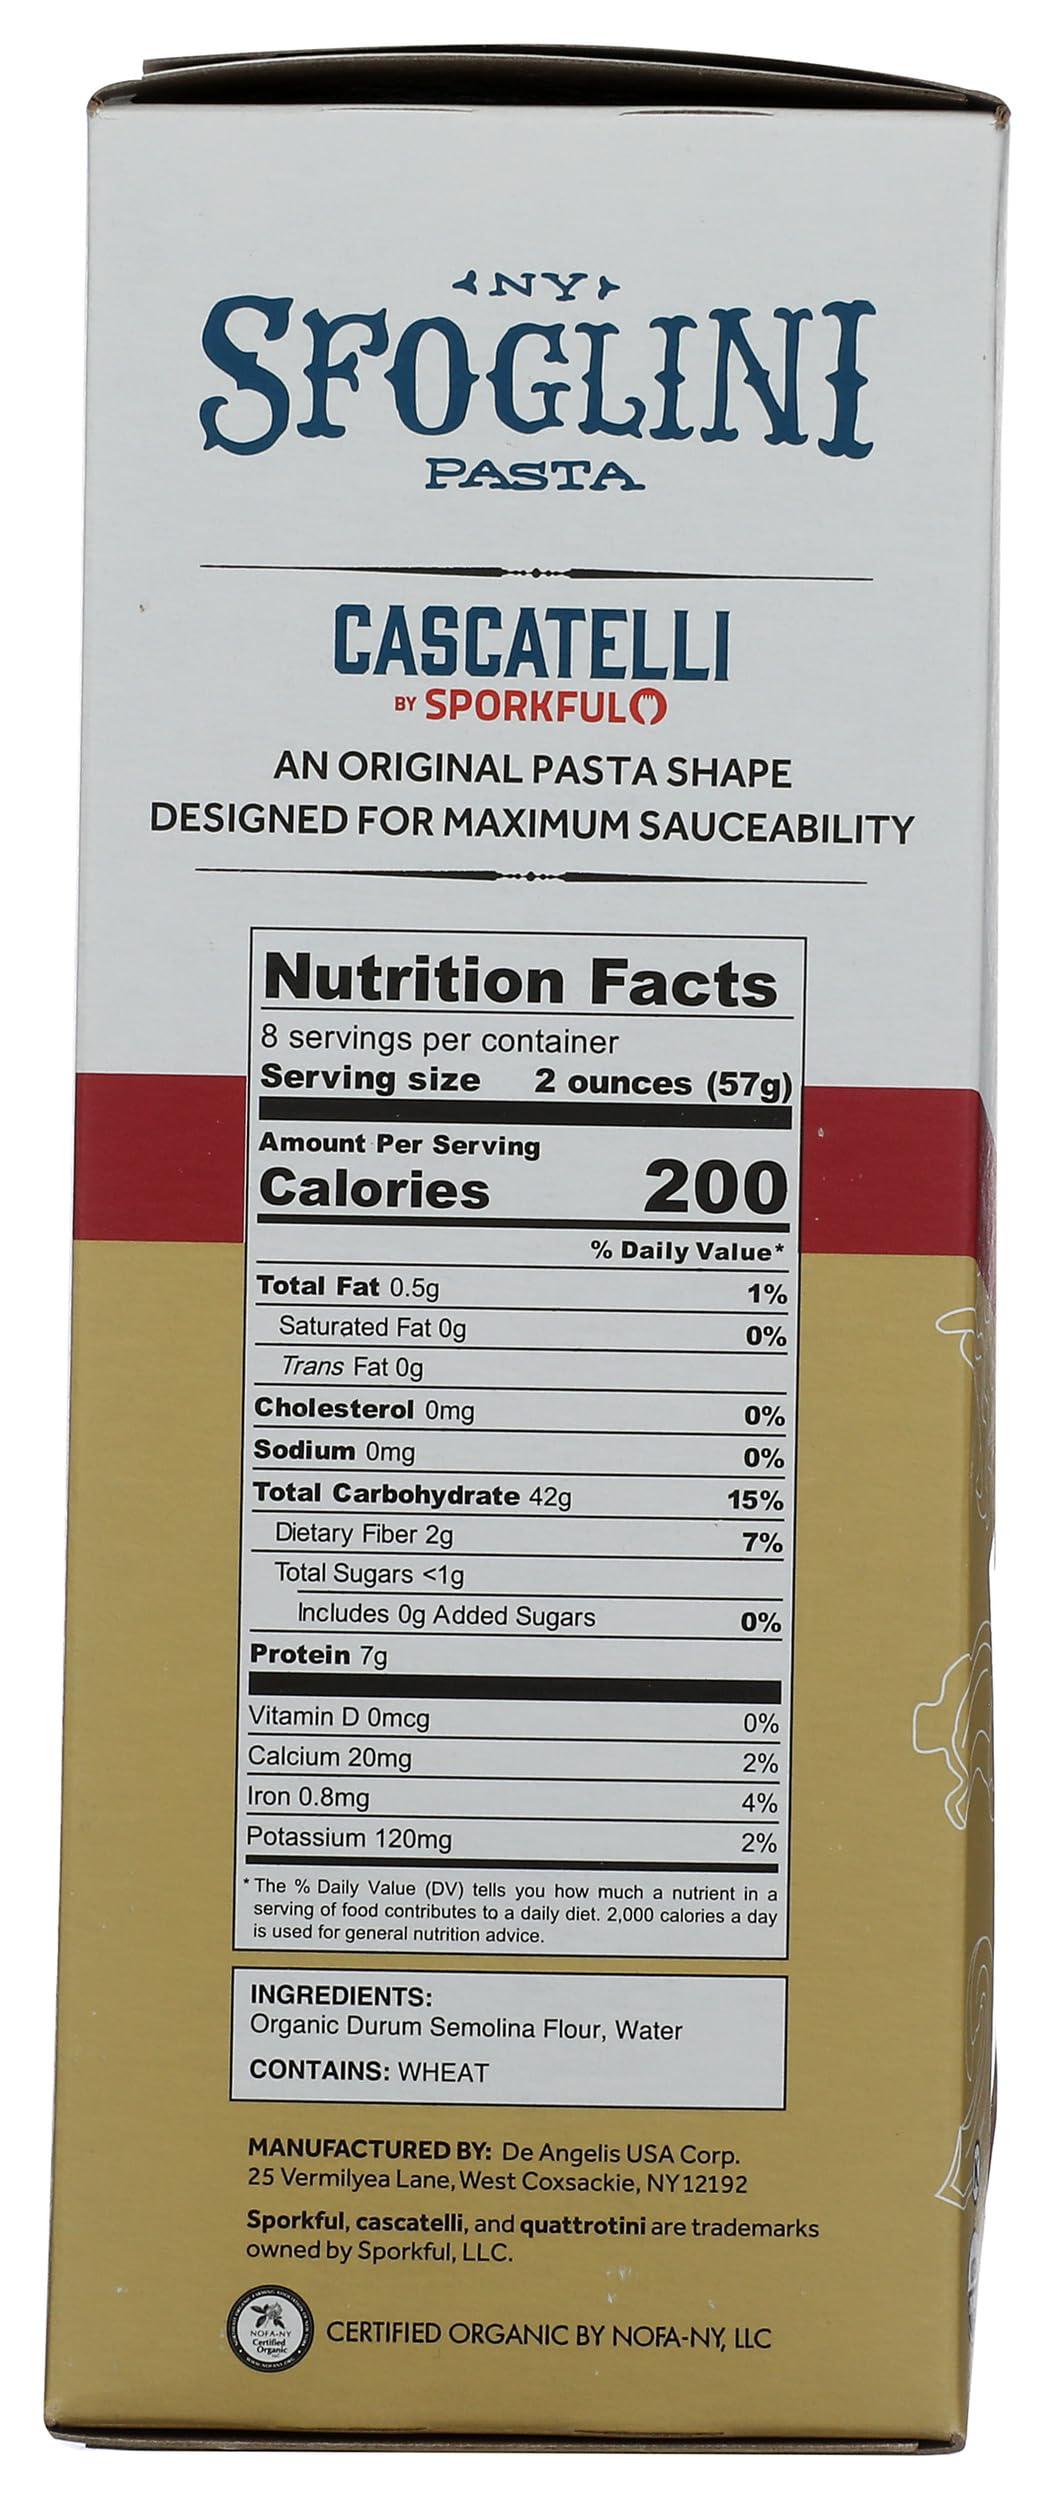 NY
SFOGLINI
PASTA
CASCATELLI
BY SPORKFUL
AN ORIGINAL PASTA SHAPE
DESIGNED FOR MAXIMUM SAUCEABILITY
Nutrition Facts
8 servings per container
Serving size 2 ounces (57g)
Amount Per Serving
Calories 200
% Daily Value*
Total Fat 0.5g 1%
Saturated Fat 0g 0%
Trans Fat 0g
Cholesterol 0mg 0%
Sodium 0mg 0%
Total Carbohydrate 42g 15%
Dietary Fiber 2g 7%
Total Sugars <1g
Includes 0g Added Sugars 0%
Protein 7g
Vitamin D 0mcg 0%
Calcium 20mg 2%
Iron 0.8mg 4%
Potassium 120mg 2%
* The % Daily Value (DV) tells you how much a nutrient in a
serving of food contributes to a daily diet. 2,000 calories a day
is used for general nutrition advice.
INGREDIENTS:
Organic Durum Semolina Flour, Water
CONTAINS: WHEAT
MANUFACTURED BY: De Angelis USA Corp.
25 Vermilyea Lane, West Coxsackie, NY 12192
Sporkful, cascatelli, and quattrotini are trademarks
owned by Sporkful, LLC.
NOFA-NY
Certified
Organic
CERTIFIED ORGANIC BY NOFA-NY, LLC